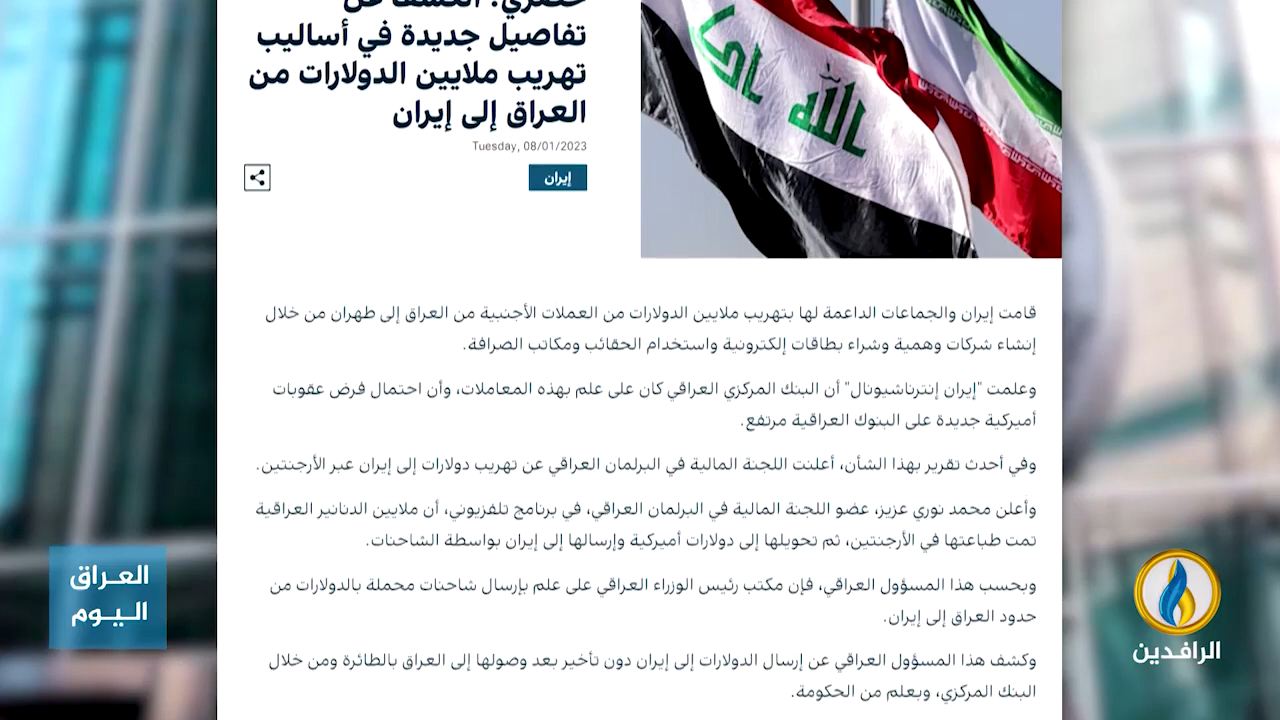 حصري: الكشف عن
تفاصيل جديدة في أساليب
تهريب ملايين الدولارات من
العراق إلى إيران
Tuesday, 08/01/2023
إيران
الله اكبر
قامت إيران والجماعات الداعمة لها بتهريب ملايين الدولارات من العملات الأجنبية من العراق إلى طهران من خلال
إنشاء شركات وهمية وشراء بطاقات إلكترونية واستخدام الحقائب ومكاتب الصرافة.
وعلمت "إيران إنترناشيونال" أن البنك المركزي العراقي كان على علم بهذه المعاملات، وأن احتمال فرض عقوبات
أميركية جديدة على البنوك العراقية مرتفع.
وفي أحدث تقرير بهذا الشأن، أعلنت اللجنة المالية في البرلمان العراقي عن تهريب دولارات إلى إيران عبر الأرجنتين.
وأعلن محمد نوري عزيز، عضو اللجنة المالية في البرلمان العراقي، في برنامج تلفزيوني، أن ملايين الدنانير العراقية
تمت طباعتها في الأرجنتين، ثم تحويلها إلى دولارات أميركية وإرسالها إلى إيران بواسطة الشاحنات.
وبحسب هذا المسؤول العراقي، فإن مكتب رئيس الوزراء العراقي على علم بإرسال شاحنات محملة بالدولارات من
حدود العراق إلى إيران.
وكشف هذا المسؤول العراقي عن إرسال الدولارات إلى إيران دون تأخير بعد وصولها إلى العراق بالطائرة ومن خلال
البنك المركزي، وبعلم من الحكومة.
العـراق
الـيـوم
الرافـدين